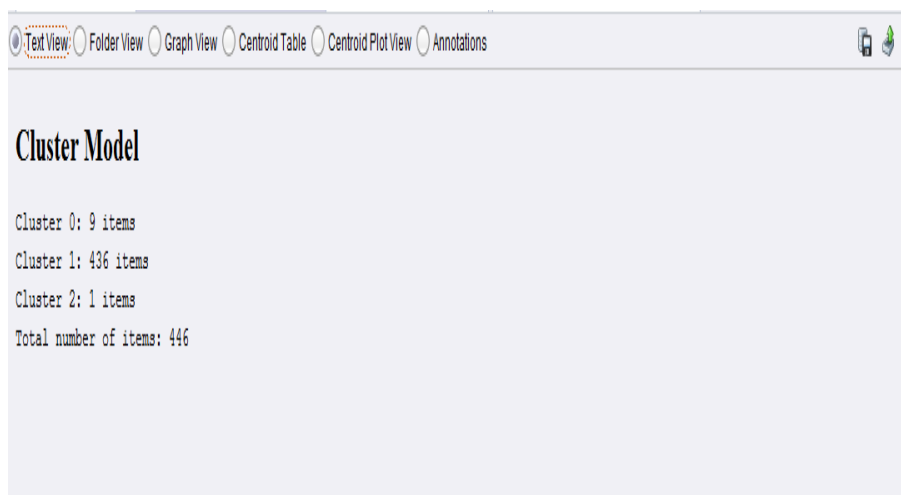 Text View Folder View Graph View Centroid Table Centroid Plot View Annotations
Cluster Model
Cluster 0: 9 items
Cluster 1: 436 items
Cluster 2: 1 items
Total number of items: 446